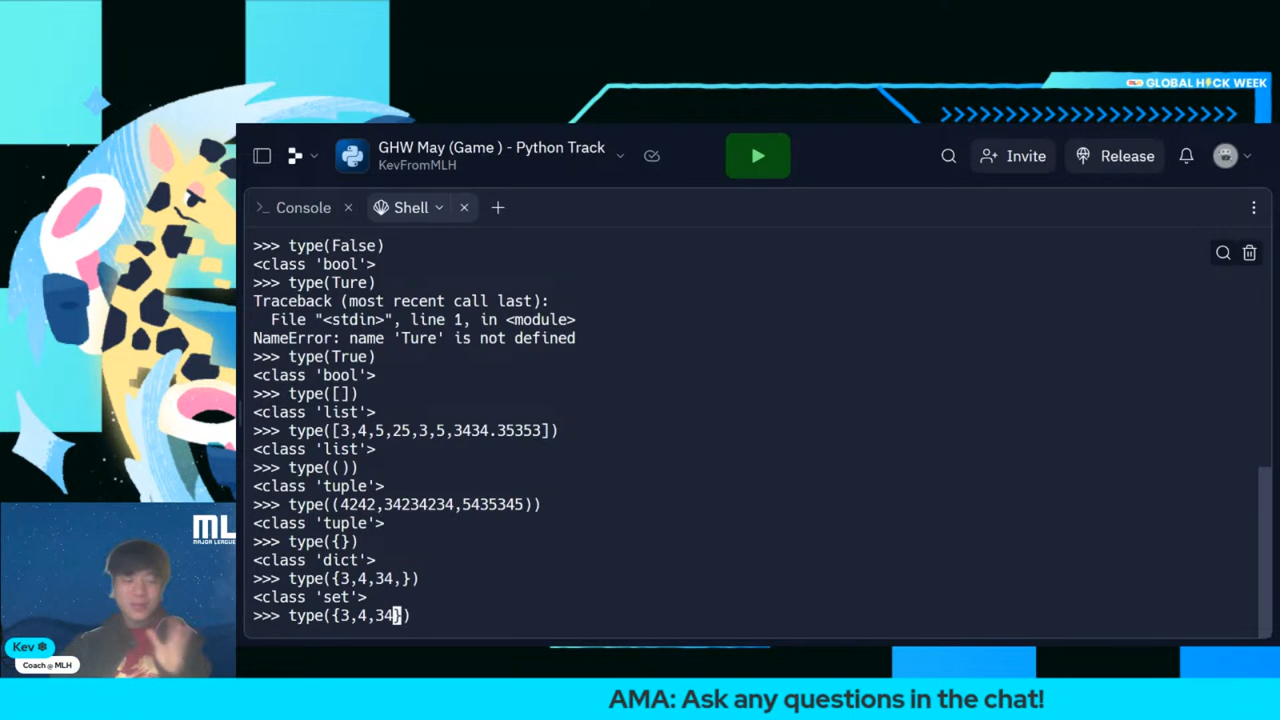 GLOBAL HACK WEEK
GHW May (Game ) - Python Track
KevFromMLH
Invite
Release
Console
Shell
>>> type(False)
<class 'bool'>
>>> type(Ture)
Traceback (most recent call last):
  File "<stdin>", line 1, in <module>
NameError: name 'Ture' is not defined
>>> type(True)
<class 'bool'>
>>> type([])
<class 'list'>
>>> type([3,4,5,25,3,5,3434.35353])
<class 'list'>
>>> type(())
<class 'tuple'>
>>> type((4242,34234234,5435345))
<class 'tuple'>
>>> type({})
<class 'dict'>
>>> type({3,4,34,})
<class 'set'>
>>> type({3,4,34})
ML
MAJOR LEAGUE
Kev
Coach @ MLH
AMA: Ask any questions in the chat!